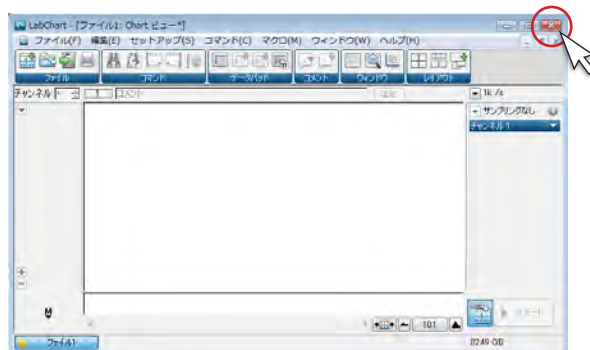 LabChart - [ファイル1: Chart ビュー*]
ファイル(F) 編集(E) セットアップ(S) コマンド(C) マクロ(M) ウィンドウ(W) ヘルプ(H)
ファイル コマンド データパッド コメント ウィンドウ レイアウト
チャンネル 1 コメント 追加 1k /s
サンプリングなし
チャンネル 1
M
101 スタート
ファイル1